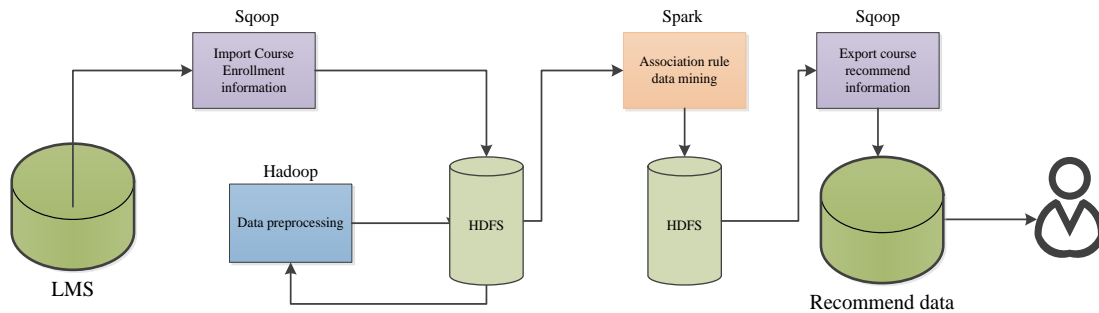 Sqoop
Import Course
Enrollment
information
LMS
Hadoop
Data preprocessing
HDFS
Spark
Association rule
data mining
HDFS
Sqoop
Export course
recommend
information
Recommend data